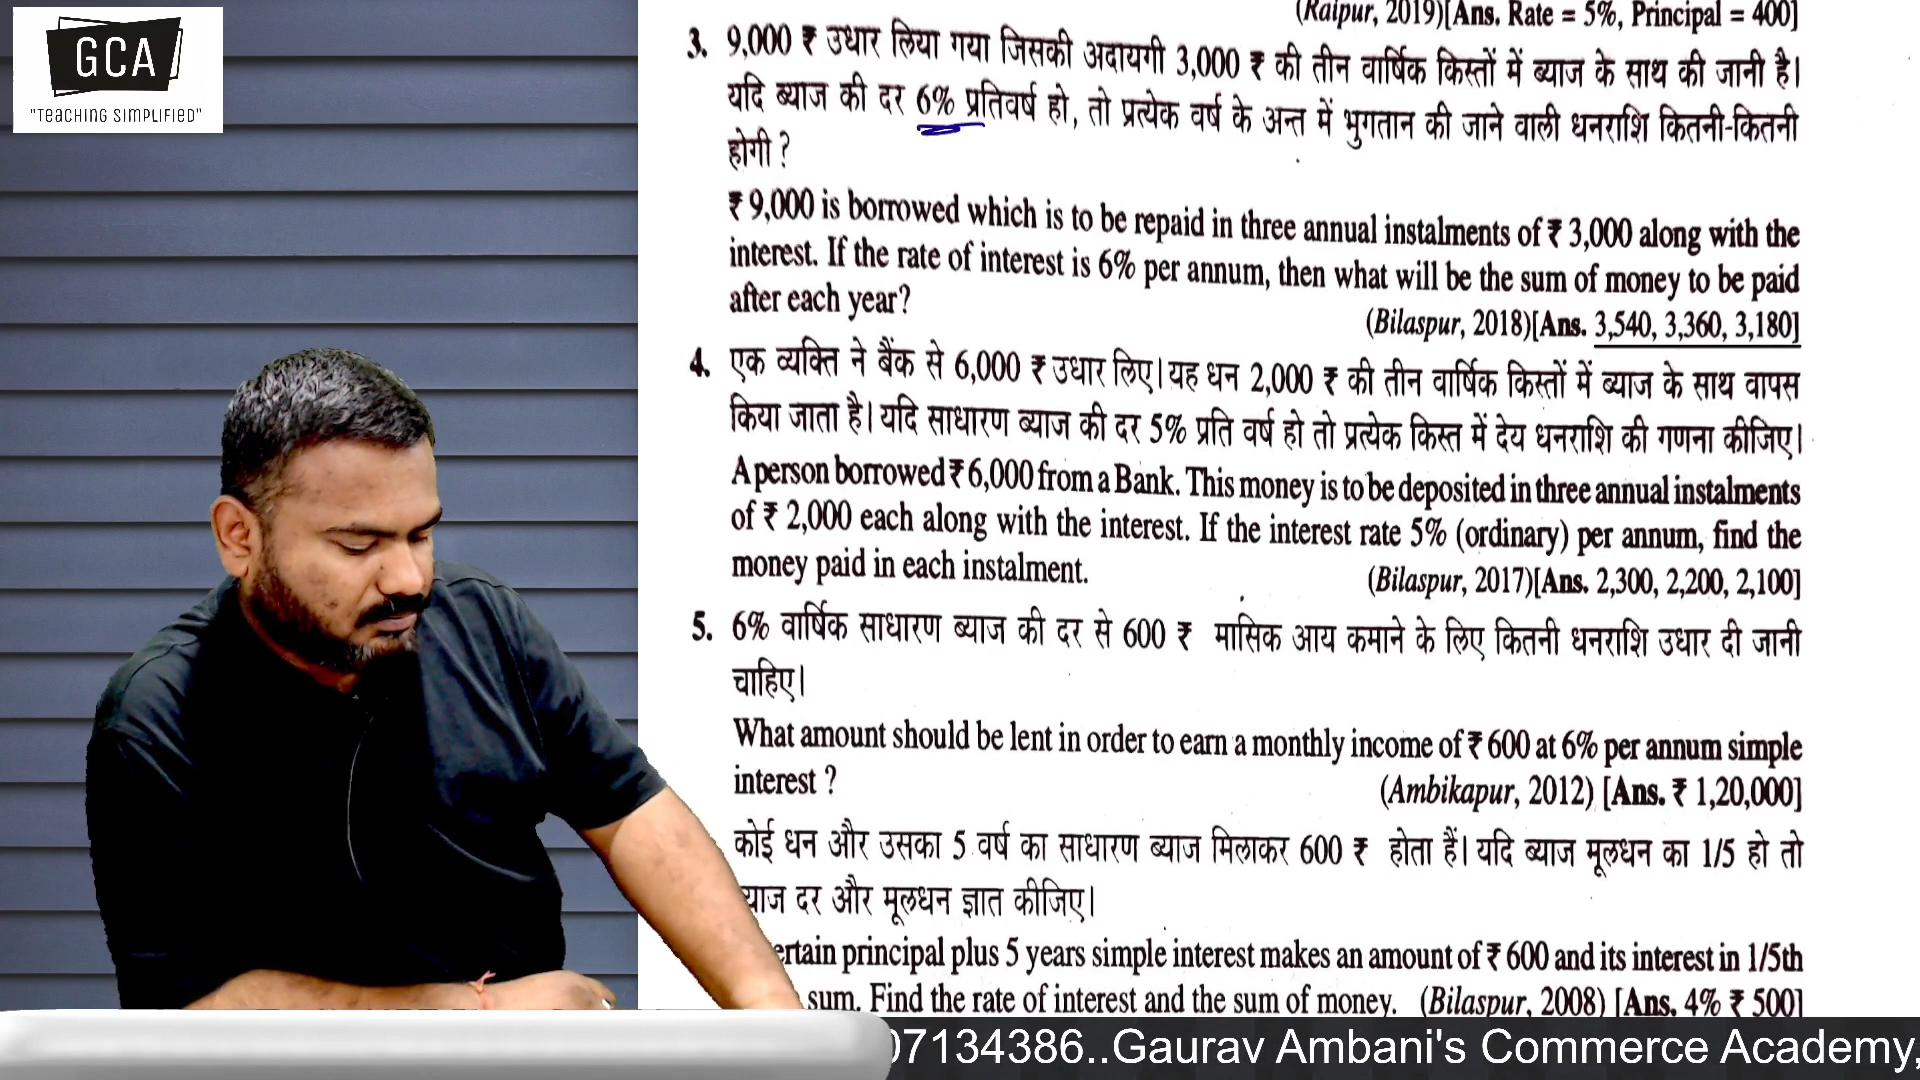 GCA
"TEACHING SIMPLIFIED"
(Raipur, 2019)[Ans. Rate = 5%, Principal = 400]
3. 9,000 ₹ उधार लिया गया जिसकी अदायगी 3,000 ₹ की तीन वार्षिक किस्तों में ब्याज के साथ की जानी है।
यदि ब्याज की दर 6% प्रतिवर्ष हो, तो प्रत्येक वर्ष के अन्त में भुगतान की जाने वाली धनराशि कितनी-कितनी
होगी ?
₹ 9,000 is borrowed which is to be repaid in three annual instalments of ₹ 3,000 along with the
interest. If the rate of interest is 6% per annum, then what will be the sum of money to be paid
after each year?
(Bilaspur, 2018)[Ans. 3,540, 3,360, 3,180]
4. एक व्यक्ति ने बैंक से 6,000 ₹ उधार लिए। यह धन 2,000 ₹ की तीन वार्षिक किस्तों में ब्याज के साथ वापस
किया जाता है। यदि साधारण ब्याज की दर 5% प्रति वर्ष हो तो प्रत्येक किस्त में देय धनराशि की गणना कीजिए।
A person borrowed ₹ 6,000 from a Bank. This money is to be deposited in three annual instalments
of ₹ 2,000 each along with the interest. If the interest rate 5% (ordinary) per annum, find the
money paid in each instalment.
(Bilaspur, 2017)[Ans. 2,300, 2,200, 2,100]
5. 6% वार्षिक साधारण ब्याज की दर से 600 ₹ मासिक आय कमाने के लिए कितनी धनराशि उधार दी जानी
चाहिए।
What amount should be lent in order to earn a monthly income of ₹ 600 at 6% per annum simple
interest ?
(Ambikapur, 2012) [Ans. ₹ 1,20,000]
कोई धन और उसका 5 वर्ष का साधारण ब्याज मिलाकर 600 ₹ होता हैं। यदि ब्याज मूलधन का 1/5 हो तो
दर और मूलधन ज्ञात कीजिए।
principal plus 5 years simple interest makes an amount of ₹ 600 and its interest in 1/5th
sum. Find the rate of interest and the sum of money. (Bilaspur, 2008) [Ans. 4% ₹ 500]
07134386..Gaurav Ambani's Commerce Academy,